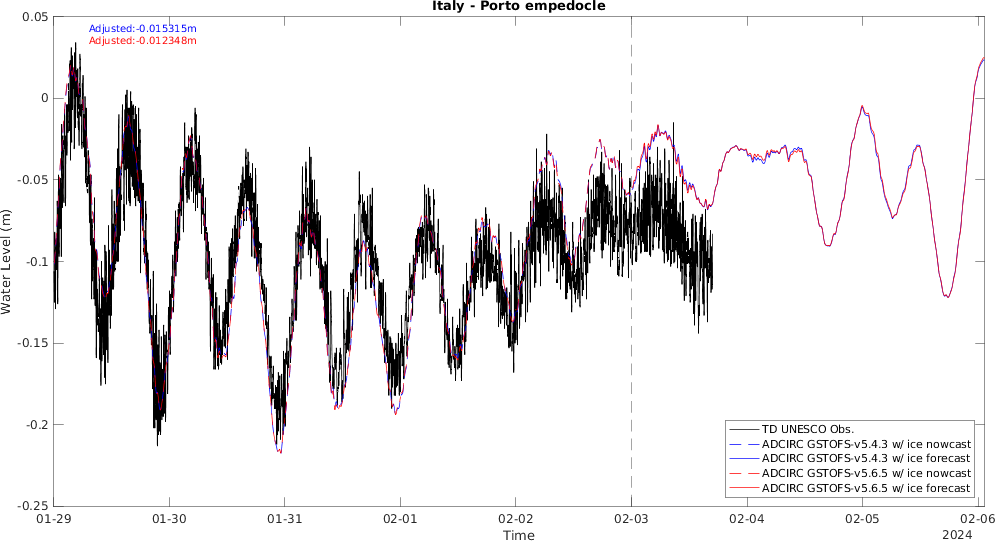 Italy - Porto empedocle
Adjusted:-0.015315m
Adjusted:-0.012348m
0.05
0
-0.05
-0.1
-0.15
-0.2
-0.25
Water Level (m)
TD UNESCO Obs.
ADCIRC GSTOFS-v5.4.3 w/ ice nowcast
ADCIRC GSTOFS-v5.4.3 w/ ice forecast
ADCIRC GSTOFS-v5.6.5 w/ ice nowcast
ADCIRC GSTOFS-v5.6.5 w/ ice forecast
01-29 01-30 01-31 02-01 02-02 02-03 02-04 02-05 02-06
Time
2024